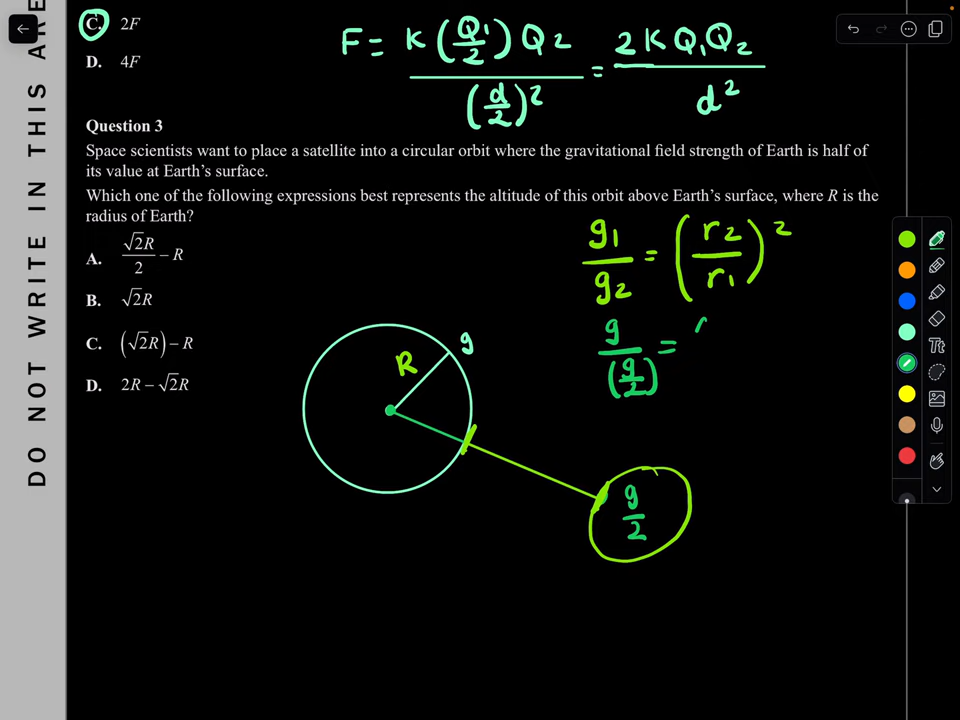 DO NOT WRITE IN THIS ARE
C. 2F
D. 4F
F = K (Q1/2) Q2 / (d/2)² = 2KQ1Q2 / d²
Question 3
Space scientists want to place a satellite into a circular orbit where the gravitational field strength of Earth is half of
its value at Earth's surface.
Which one of the following expressions best represents the altitude of this orbit above Earth's surface, where R is the
radius of Earth?
A. √2R/2 − R
B. √2R
C. (√2R) − R
D. 2R − √2R
g1/g2 = (r2/r1)²
g/(g/2) = (
R
g
g/2
Tt